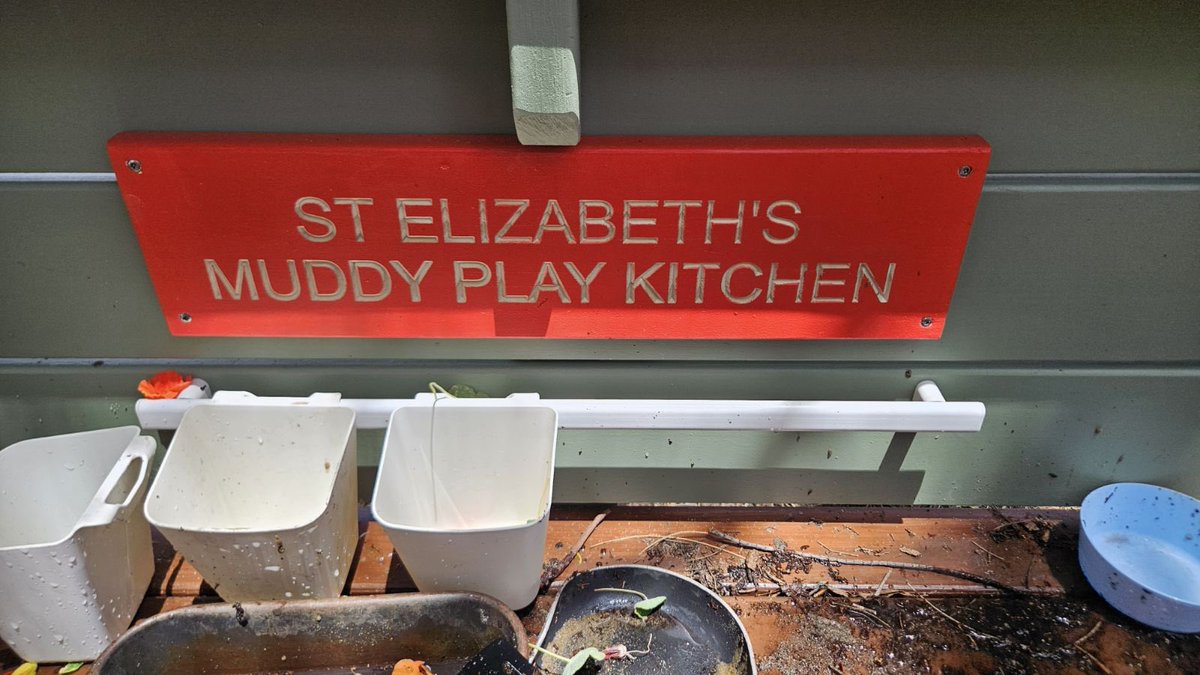 ST ELIZABETH'S
MUDDY PLAY KITCHEN